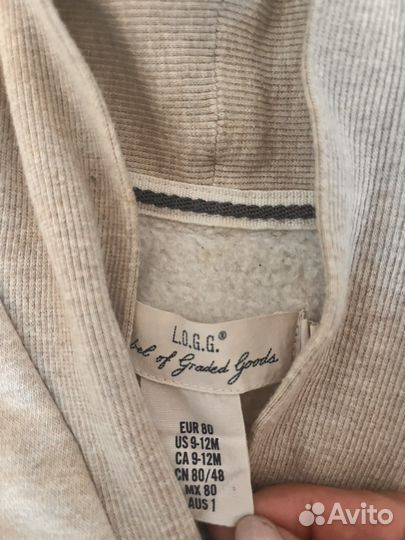 L.O.G.G.®
bel of Graded Goods.
EUR 80
US 9-12M
CA 9-12M
CN 80/48
MX 80
AUS 1
Avito